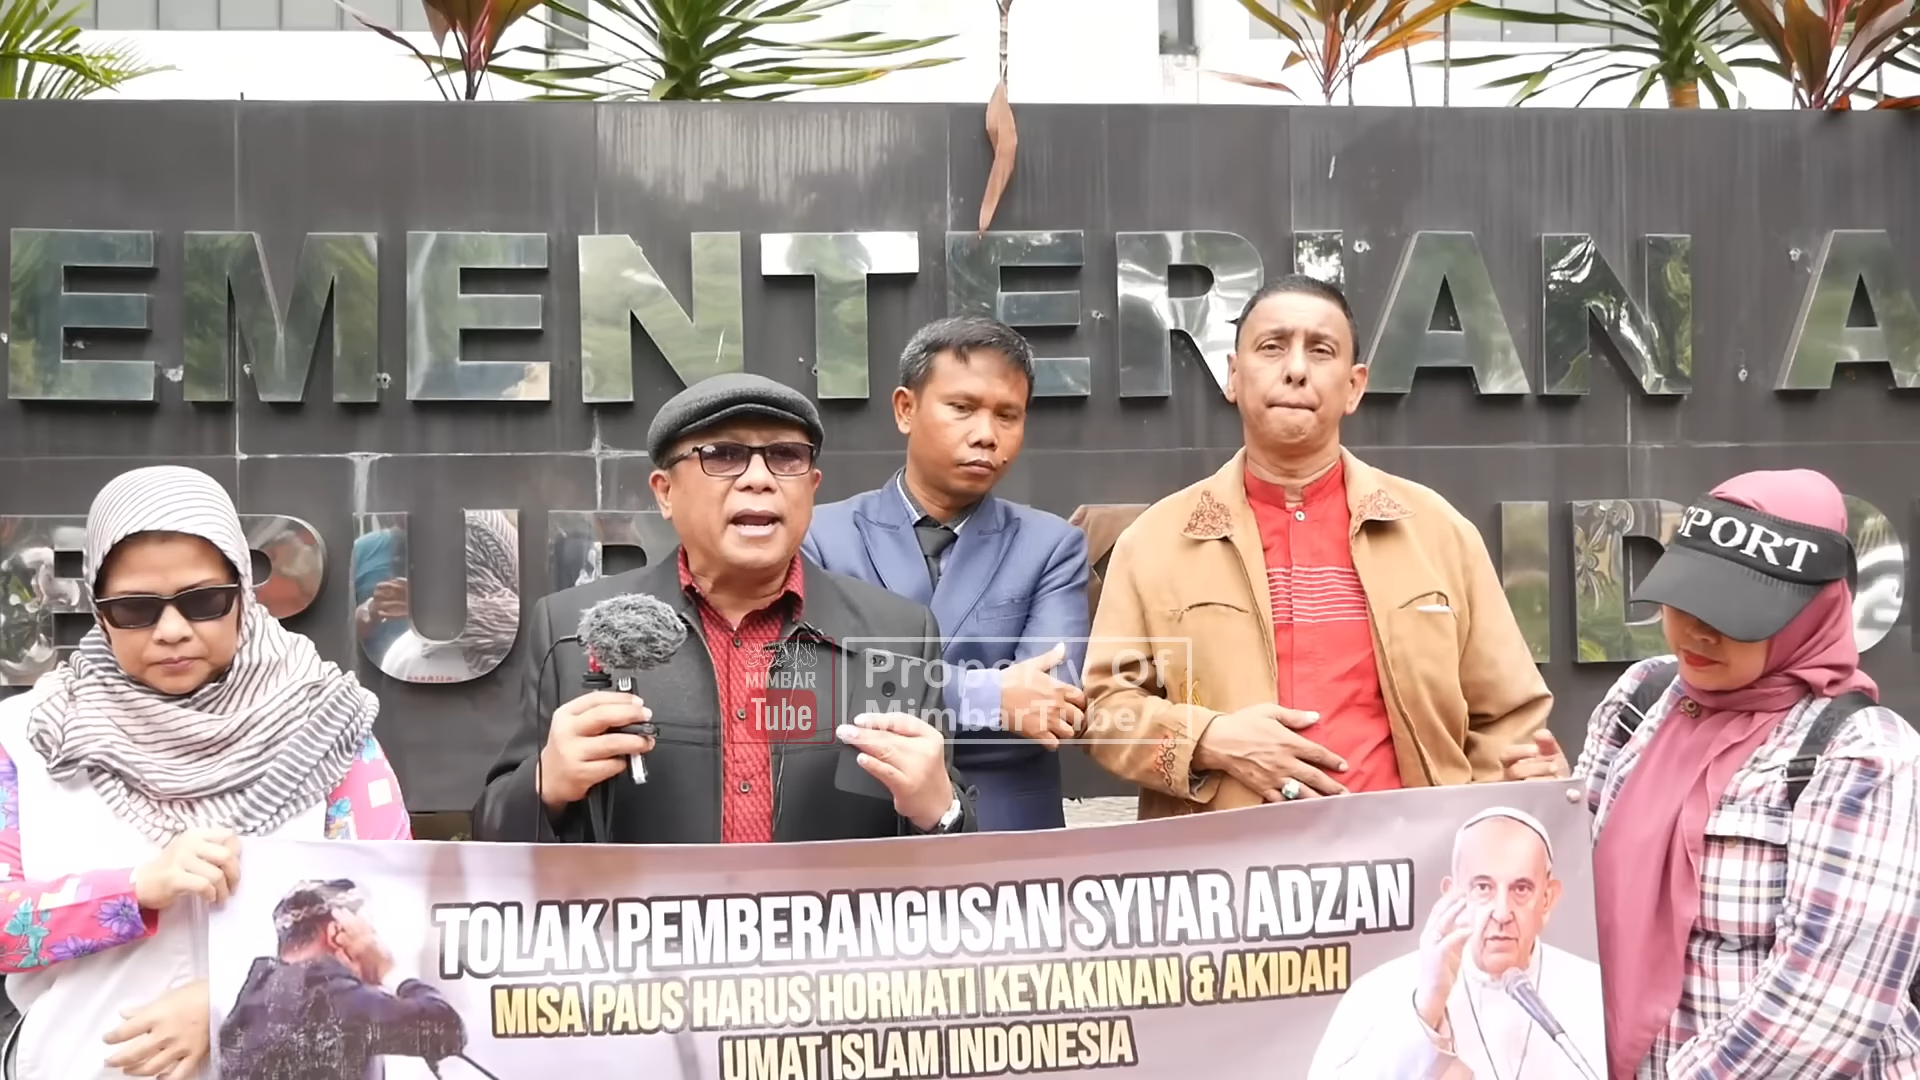 EMENTERIAN A
SPORT
MIMBAR
Tube
Property Of
MimbarTube
TOLAK PEMBERANGUSAN SYI'AR ADZAN
MISA PAUS HARUS HORMATI KEYAKINAN & AKIDAH
UMAT ISLAM INDONESIA